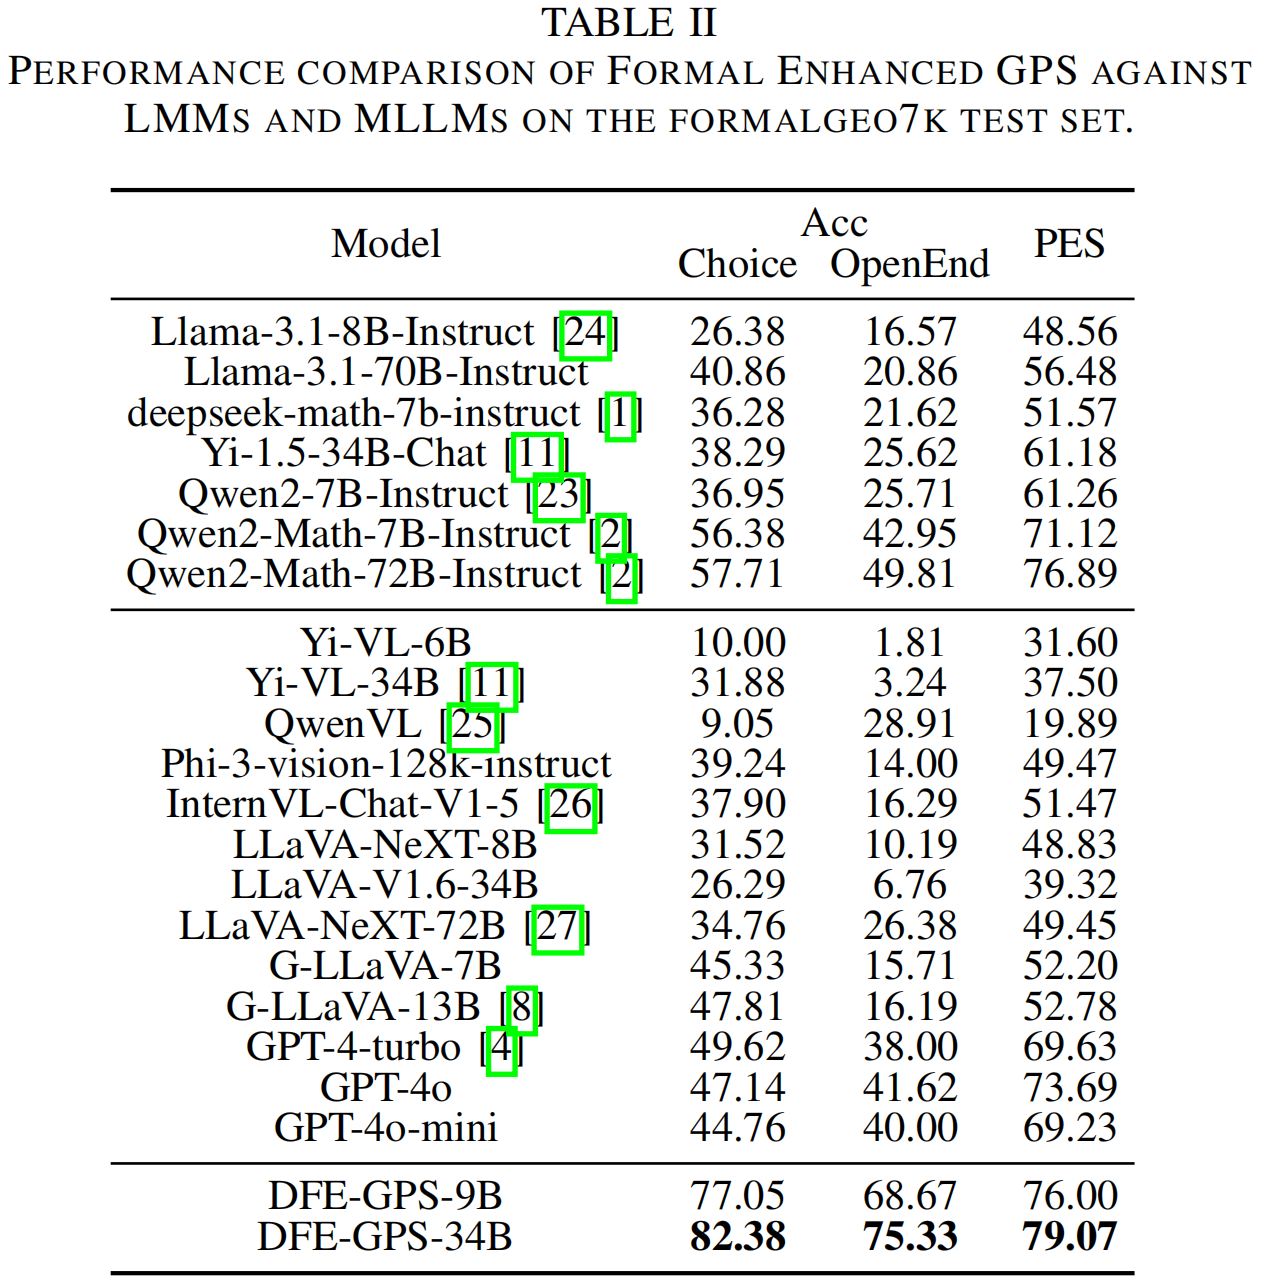 TABLE II
PERFORMANCE COMPARISON OF FORMAL ENHANCED GPS AGAINST
LMMS AND MLLMS ON THE FORMALGEO7K TEST SET.
Model Acc PES
Choice OpenEnd
Llama-3.1-8B-Instruct [24] 26.38 16.57 48.56
Llama-3.1-70B-Instruct 40.86 20.86 56.48
deepseek-math-7b-instruct [1] 36.28 21.62 51.57
Yi-1.5-34B-Chat [11] 38.29 25.62 61.18
Qwen2-7B-Instruct [23] 36.95 25.71 61.26
Qwen2-Math-7B-Instruct [2] 56.38 42.95 71.12
Qwen2-Math-72B-Instruct [2] 57.71 49.81 76.89
Yi-VL-6B 10.00 1.81 31.60
Yi-VL-34B [11] 31.88 3.24 37.50
QwenVL [25] 9.05 28.91 19.89
Phi-3-vision-128k-instruct 39.24 14.00 49.47
InternVL-Chat-V1-5 [26] 37.90 16.29 51.47
LLaVA-NeXT-8B 31.52 10.19 48.83
LLaVA-V1.6-34B 26.29 6.76 39.32
LLaVA-NeXT-72B [27] 34.76 26.38 49.45
G-LLaVA-7B 45.33 15.71 52.20
G-LLaVA-13B [8] 47.81 16.19 52.78
GPT-4-turbo [4] 49.62 38.00 69.63
GPT-4o 47.14 41.62 73.69
GPT-4o-mini 44.76 40.00 69.23
DFE-GPS-9B 77.05 68.67 76.00
DFE-GPS-34B 82.38 75.33 79.07